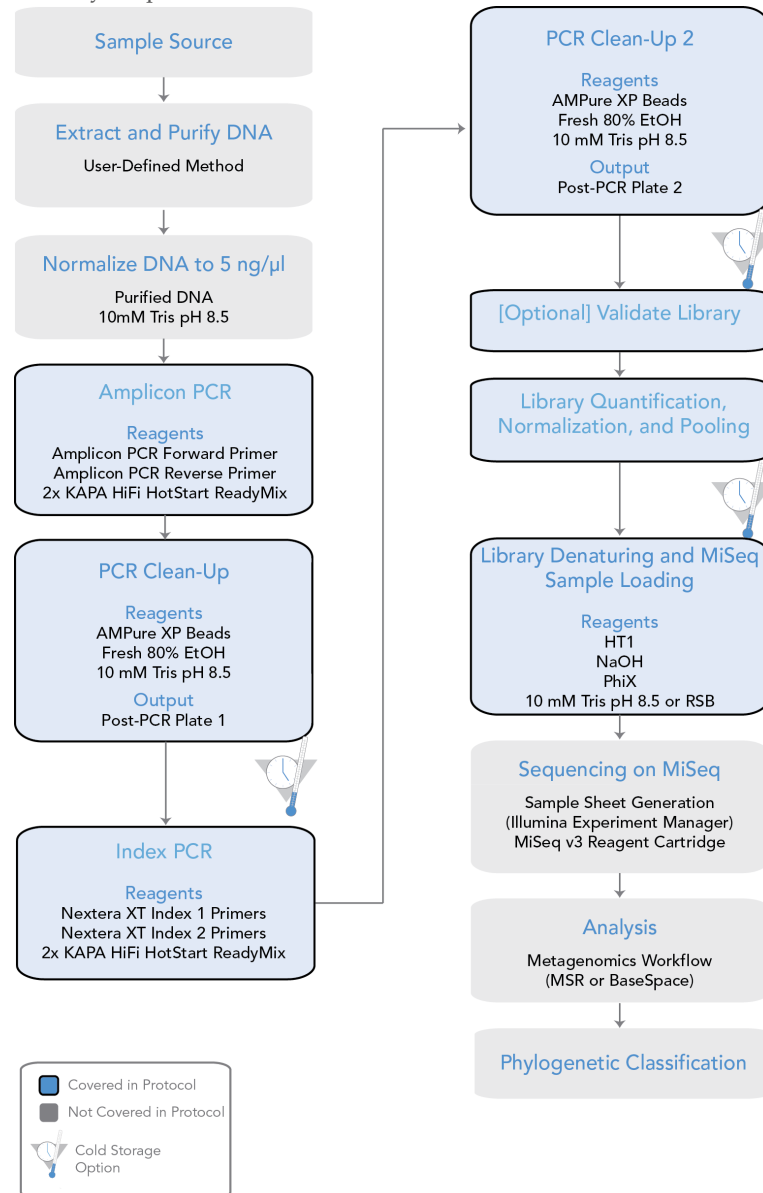 Sample Source
Extract and Purify DNA
User-Defined Method
Normalize DNA to 5 ng/µl
Purified DNA
10mM Tris pH 8.5
Amplicon PCR
Reagents
Amplicon PCR Forward Primer
Amplicon PCR Reverse Primer
2x KAPA HiFi HotStart ReadyMix
PCR Clean-Up
Reagents
AMPure XP Beads
Fresh 80% EtOH
10 mM Tris pH 8.5
Output
Post-PCR Plate 1
Index PCR
Reagents
Nextera XT Index 1 Primers
Nextera XT Index 2 Primers
2x KAPA HiFi HotStart ReadyMix
PCR Clean-Up 2
Reagents
AMPure XP Beads
Fresh 80% EtOH
10 mM Tris pH 8.5
Output
Post-PCR Plate 2
[Optional] Validate Library
Library Quantification,
Normalization, and Pooling
Library Denaturing and MiSeq
Sample Loading
Reagents
HT1
NaOH
PhiX
10 mM Tris pH 8.5 or RSB
Sequencing on MiSeq
Sample Sheet Generation
(Illumina Experiment Manager)
MiSeq v3 Reagent Cartridge
Analysis
Metagenomics Workflow
(MSR or BaseSpace)
Phylogenetic Classification
Covered in Protocol
Not Covered in Protocol
Cold Storage
Option